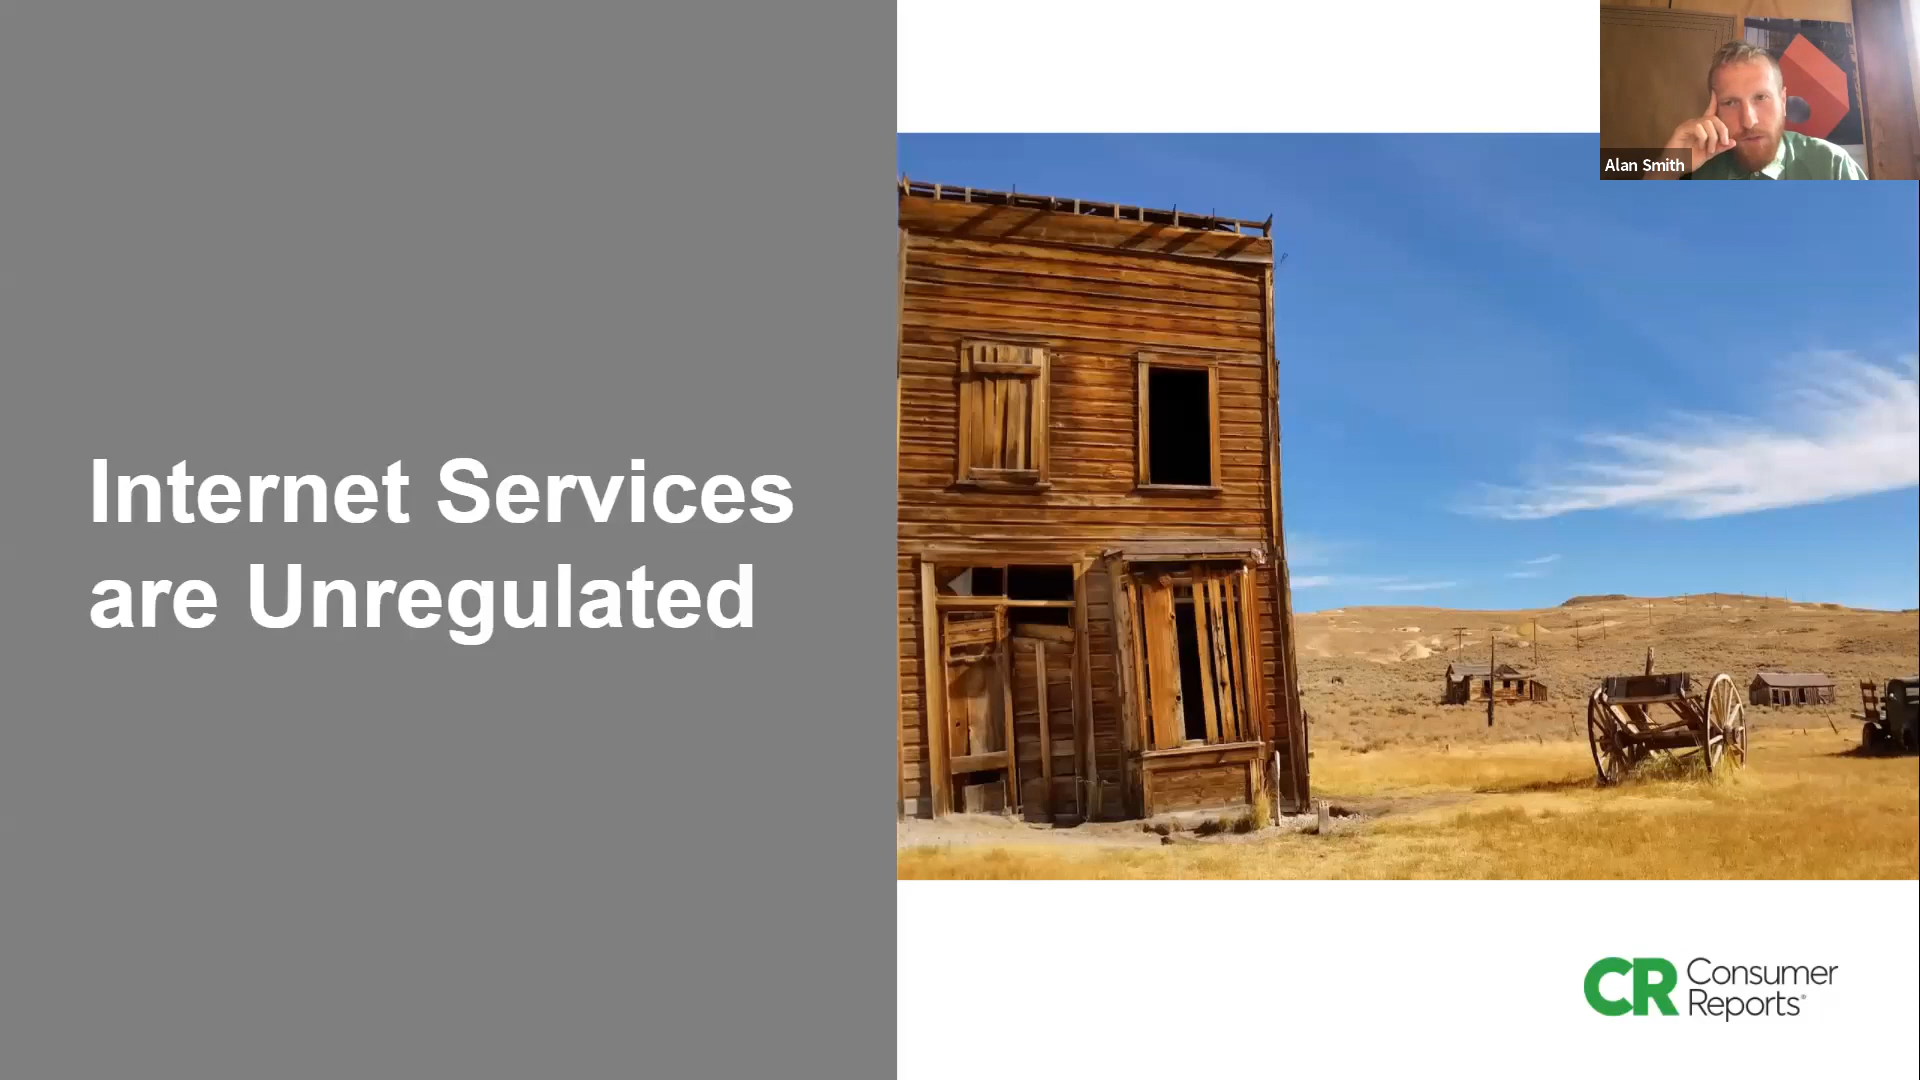 Alan Smith
Internet Services
are Unregulated
CR Consumer
Reports®